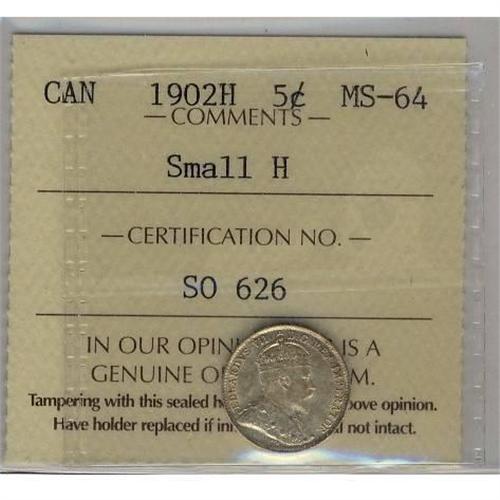 CAN 1902H 5¢ MS-64
— COMMENTS —
Small H
— CERTIFICATION NO. —
SO 626
IN OUR IS A
GENUINE
Tampering with this sealed opinion.
Have holder replaced if not intact.